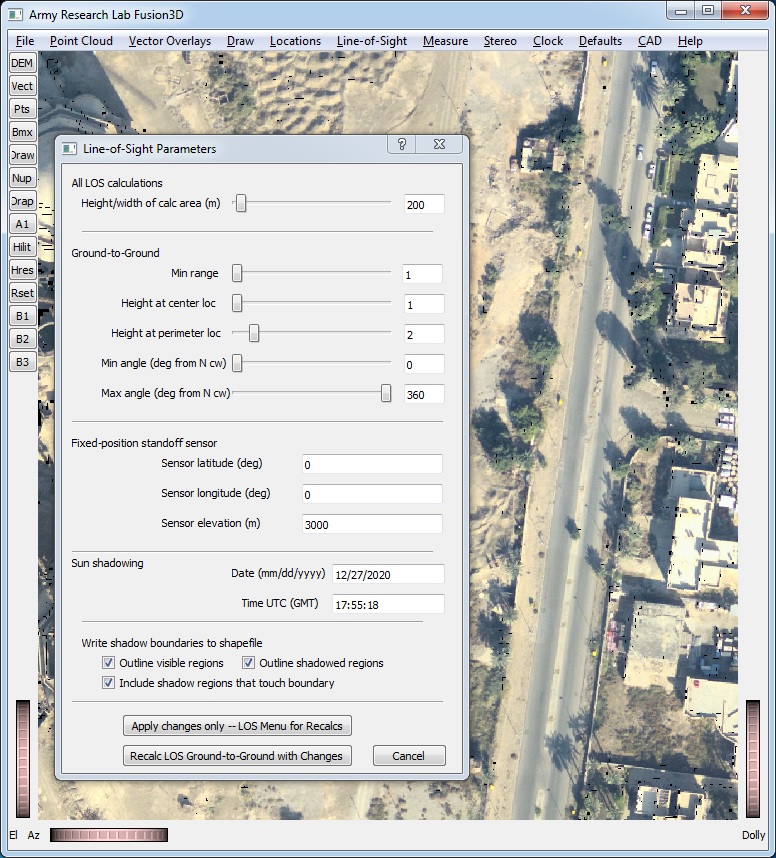 Army Research Lab Fusion3D
File Point Cloud Vector Overlays Draw Locations Line-of-Sight Measure Stereo Clock Defaults CAD Help
DEM
Vect
Pts
Bmx
Draw
Nup
Drap
A1
Hilit
Hres
Rset
B1
B2
B3
Line-of-Sight Parameters
All LOS calculations
Height/width of calc area (m) 200
Ground-to-Ground
Min range 1
Height at center loc 1
Height at perimeter loc 2
Min angle (deg from N cw) 0
Max angle (deg from N cw) 360
Fixed-position standoff sensor
Sensor latitude (deg) 0
Sensor longitude (deg) 0
Sensor elevation (m) 3000
Sun shadowing
Date (mm/dd/yyyy) 12/27/2020
Time UTC (GMT) 17:55:18
Write shadow boundaries to shapefile
Outline visible regions Outline shadowed regions
Include shadow regions that touch boundary
Apply changes only -- LOS Menu for Recalcs
Recalc LOS Ground-to-Ground with Changes Cancel
El Az Dolly